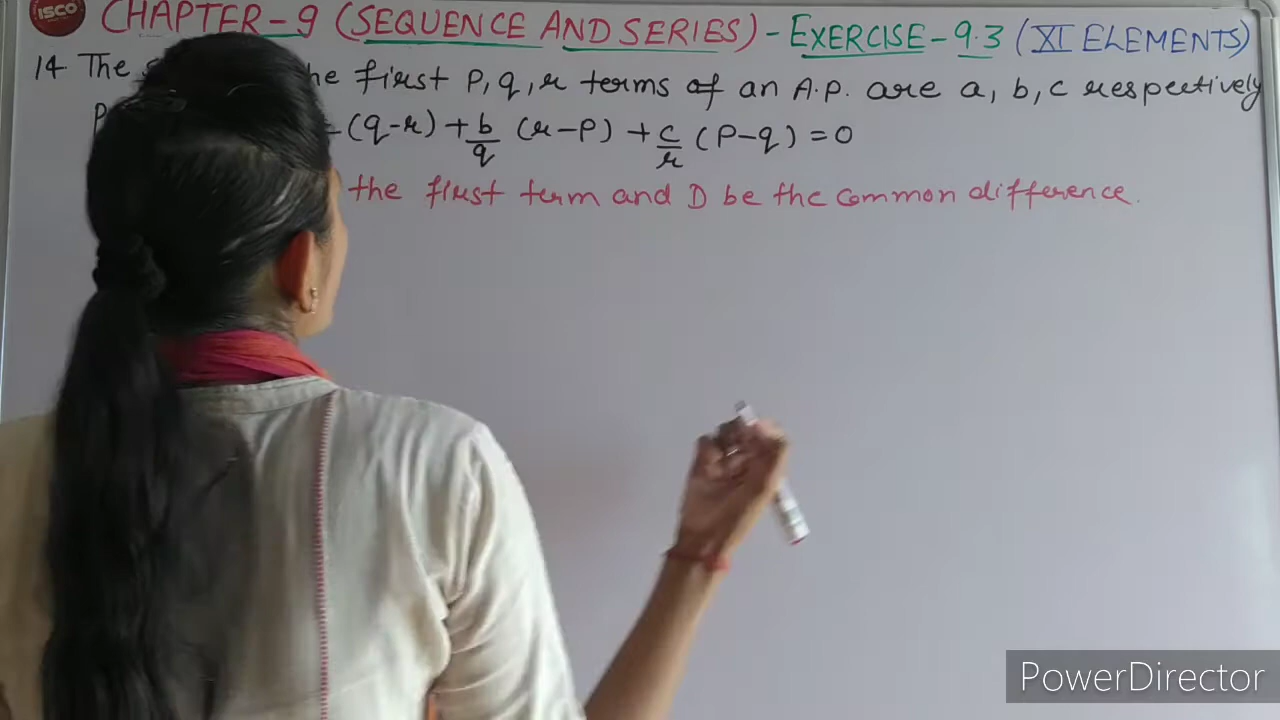 ISCO
CHAPTER-9 (SEQUENCE AND SERIES) - EXERCISE-9.3 (XI ELEMENTS)
14. The first p, q, r terms of an A.P. are a, b, c respectively
(q-r) + b/q (r-p) + c/r (p-q) = 0
the first term and D be the common difference.
PowerDirector